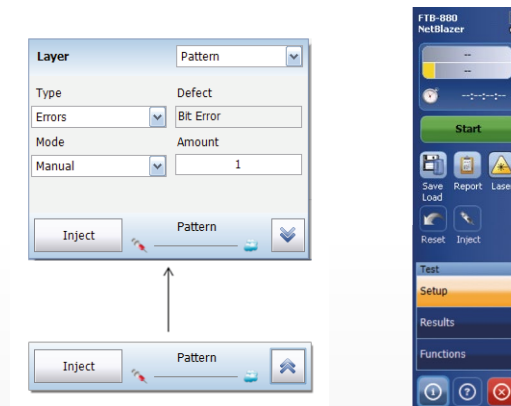 Layer
Pattern
Type
Defect
Errors
Bit Error
Mode
Amount
Manual
1
Inject
Pattern
Inject
Pattern
FTB-880
NetBlazer
--
--
--:--:--
Start
Save
Load
Report
Lase
Reset
Inject
Test
Setup
Results
Functions